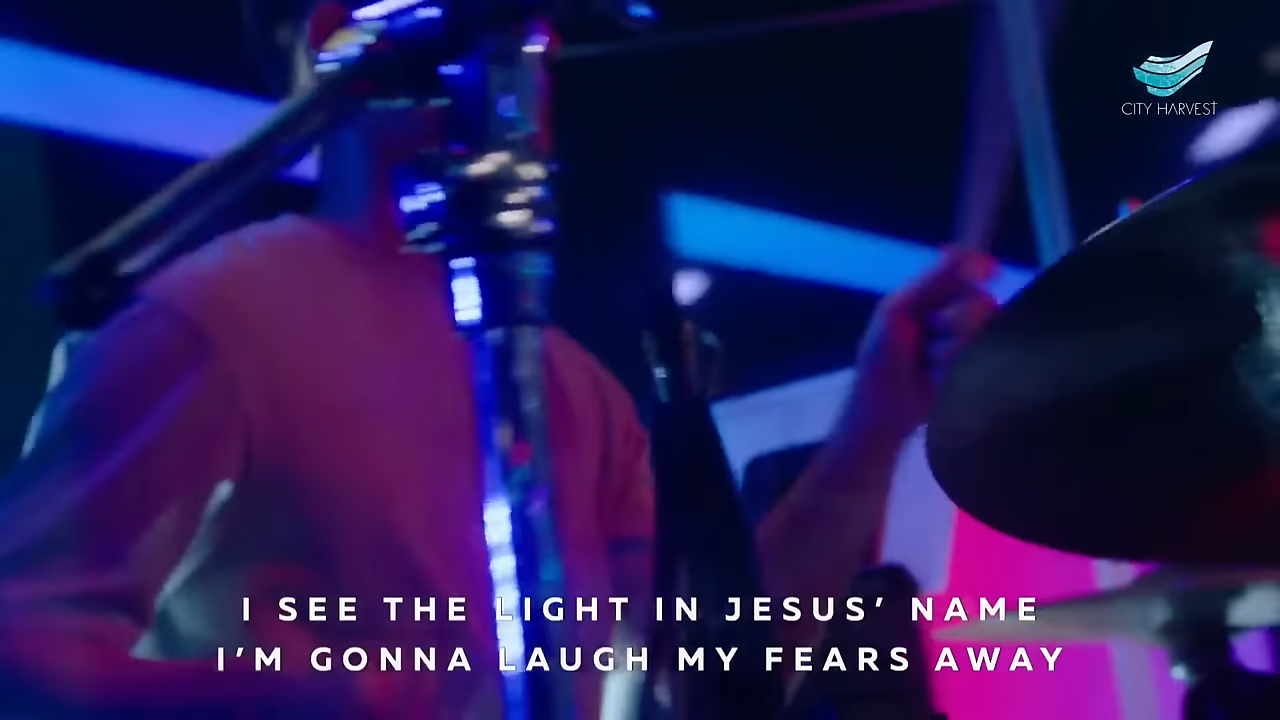 CITY HARVEST
I SEE THE LIGHT IN JESUS’ NAME
I’M GONNA LAUGH MY FEARS AWAY